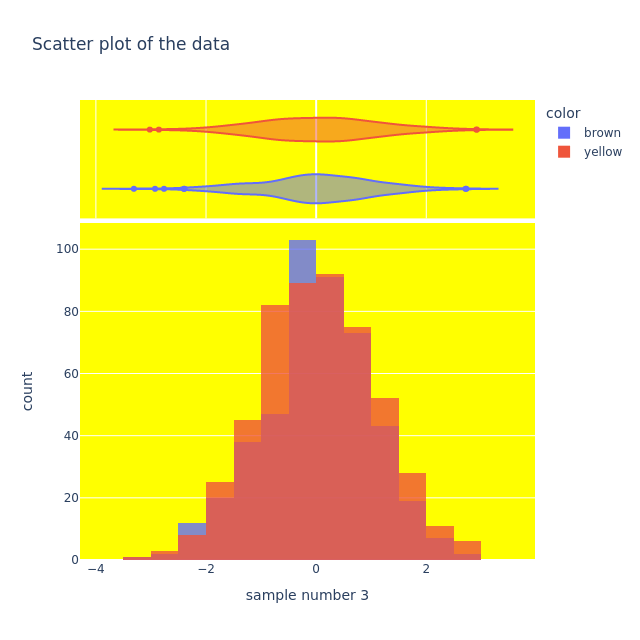 Scatter plot of the data
color
brown
yellow
100
80
60
40
20
0
count
−4
−2
0
2
sample number 3